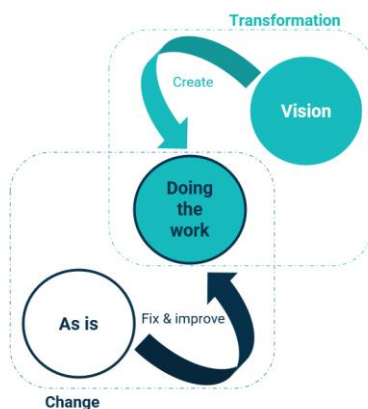 Transformation
Create
Vision
Doing
the
work
As is
Fix & improve
Change